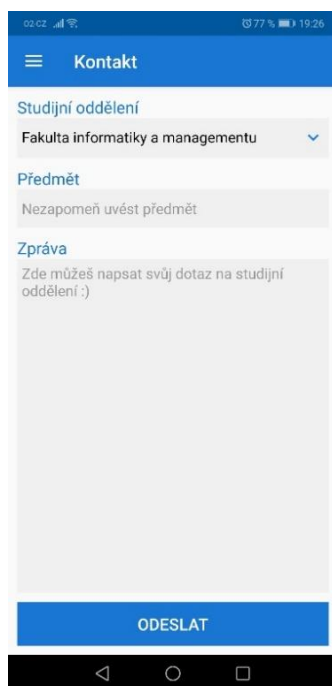 O2.CZ 77 % 19:26
Kontakt
Studijní oddělení
Fakulta informatiky a managementu
Předmět
Nezapomeň uvést předmět
Zpráva
Zde můžeš napsat svůj dotaz na studijní
oddělení :)
ODESLAT